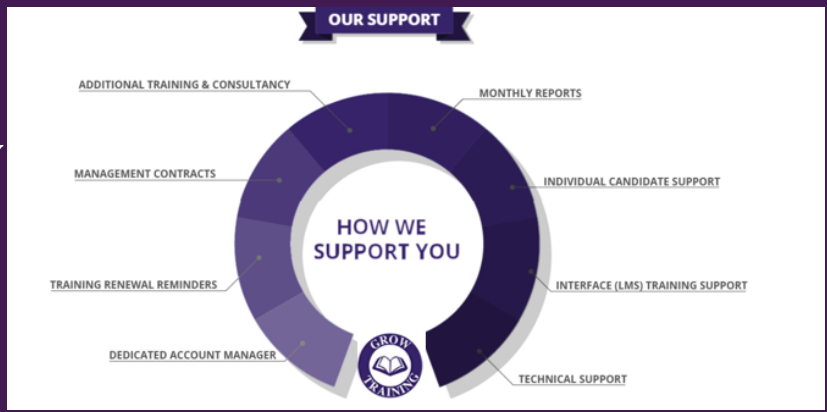 OUR SUPPORT
ADDITIONAL TRAINING & CONSULTANCY
MONTHLY REPORTS
MANAGEMENT CONTRACTS
INDIVIDUAL CANDIDATE SUPPORT
HOW WE
SUPPORT YOU
TRAINING RENEWAL REMINDERS
INTERFACE (LMS) TRAINING SUPPORT
DEDICATED ACCOUNT MANAGER
TECHNICAL SUPPORT
GROW
TRAINING